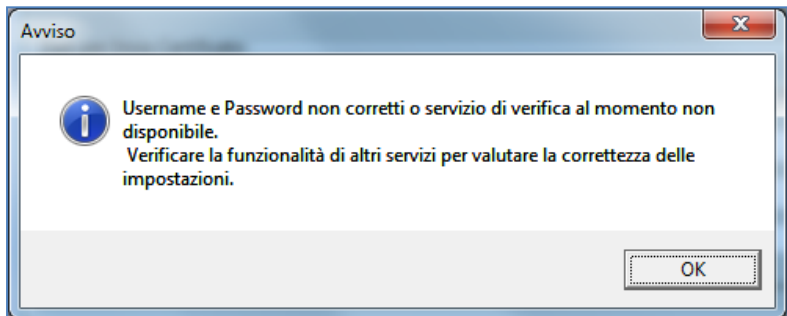 Avviso
Username e Password non corretti o servizio di verifica al momento non
disponibile.
Verificare la funzionalità di altri servizi per valutare la correttezza delle
impostazioni.
OK